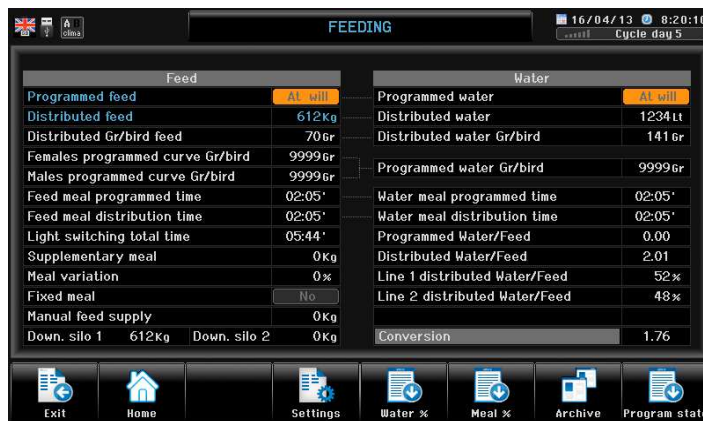 A
clima
FEEDING
16/04/13 8:20:10
Cycle day 5
Feed
Programmed feed At will
Distributed feed 612Kg
Distributed Gr/bird feed 70Gr
Females programmed curve Gr/bird 9999Gr
Males programmed curve Gr/bird 9999Gr
Feed meal programmed time 02:05'
Feed meal distribution time 02:05'
Light switching total time 05:44'
Supplementary meal 0Kg
Meal variation 0%
Fixed meal No
Manual feed supply 0Kg
Down. silo 1 612Kg Down. silo 2 0Kg
Water
Programmed water At will
Distributed water 1234Lt
Distributed water Gr/bird 141Gr
Programmed water Gr/bird 9999Gr
Water meal programmed time 02:05'
Water meal distribution time 02:05'
Programmed Water/Feed 0.00
Distributed Water/Feed 2.01
Line 1 distributed Water/Feed 52%
Line 2 distributed Water/Feed 48%
Conversion 1.76
Exit Home Settings Water % Meal % Archive Program stat